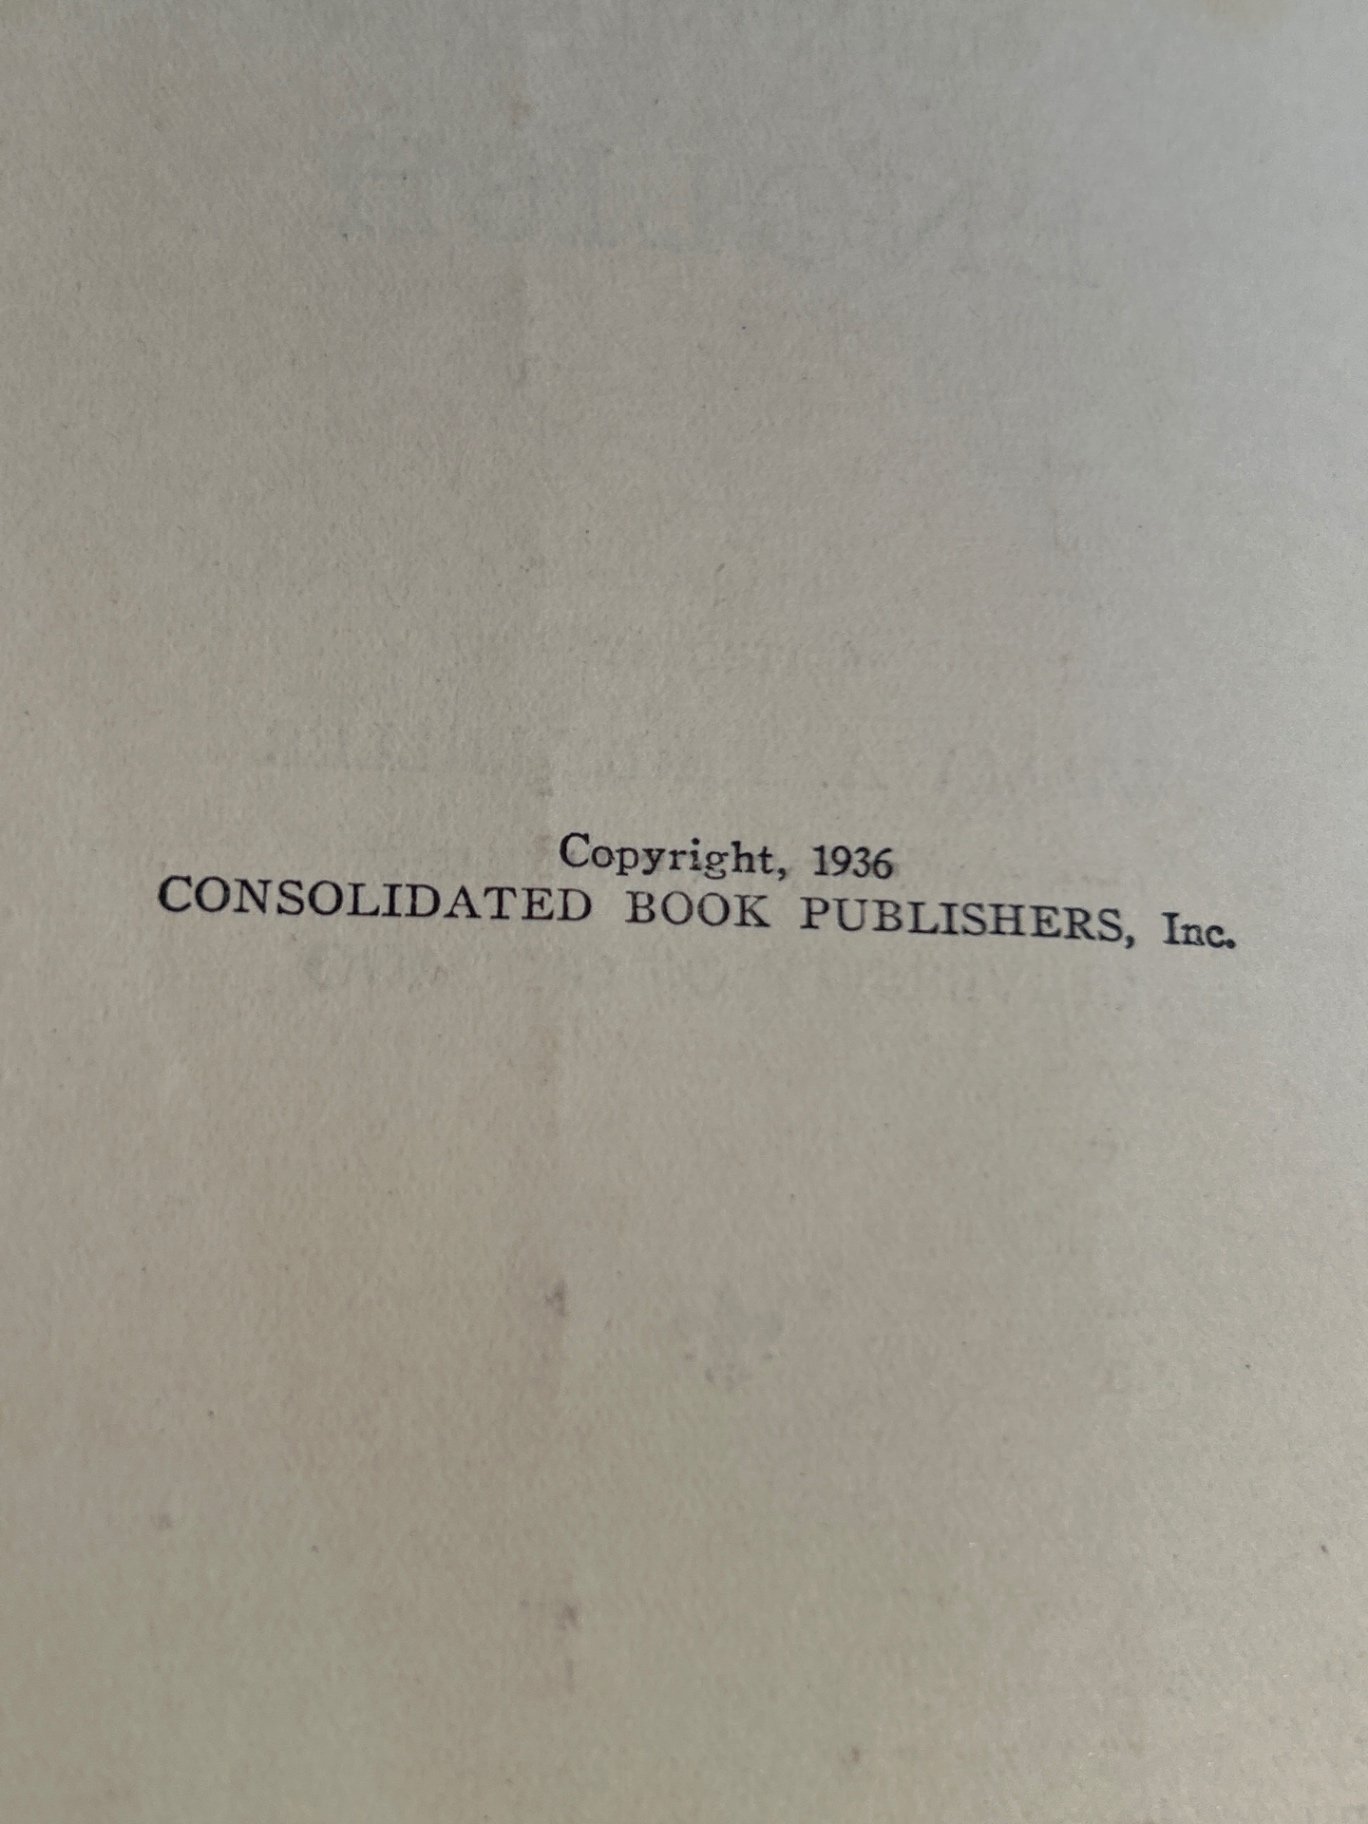 Copyright, 1936
CONSOLIDATED BOOK PUBLISHERS, Inc.